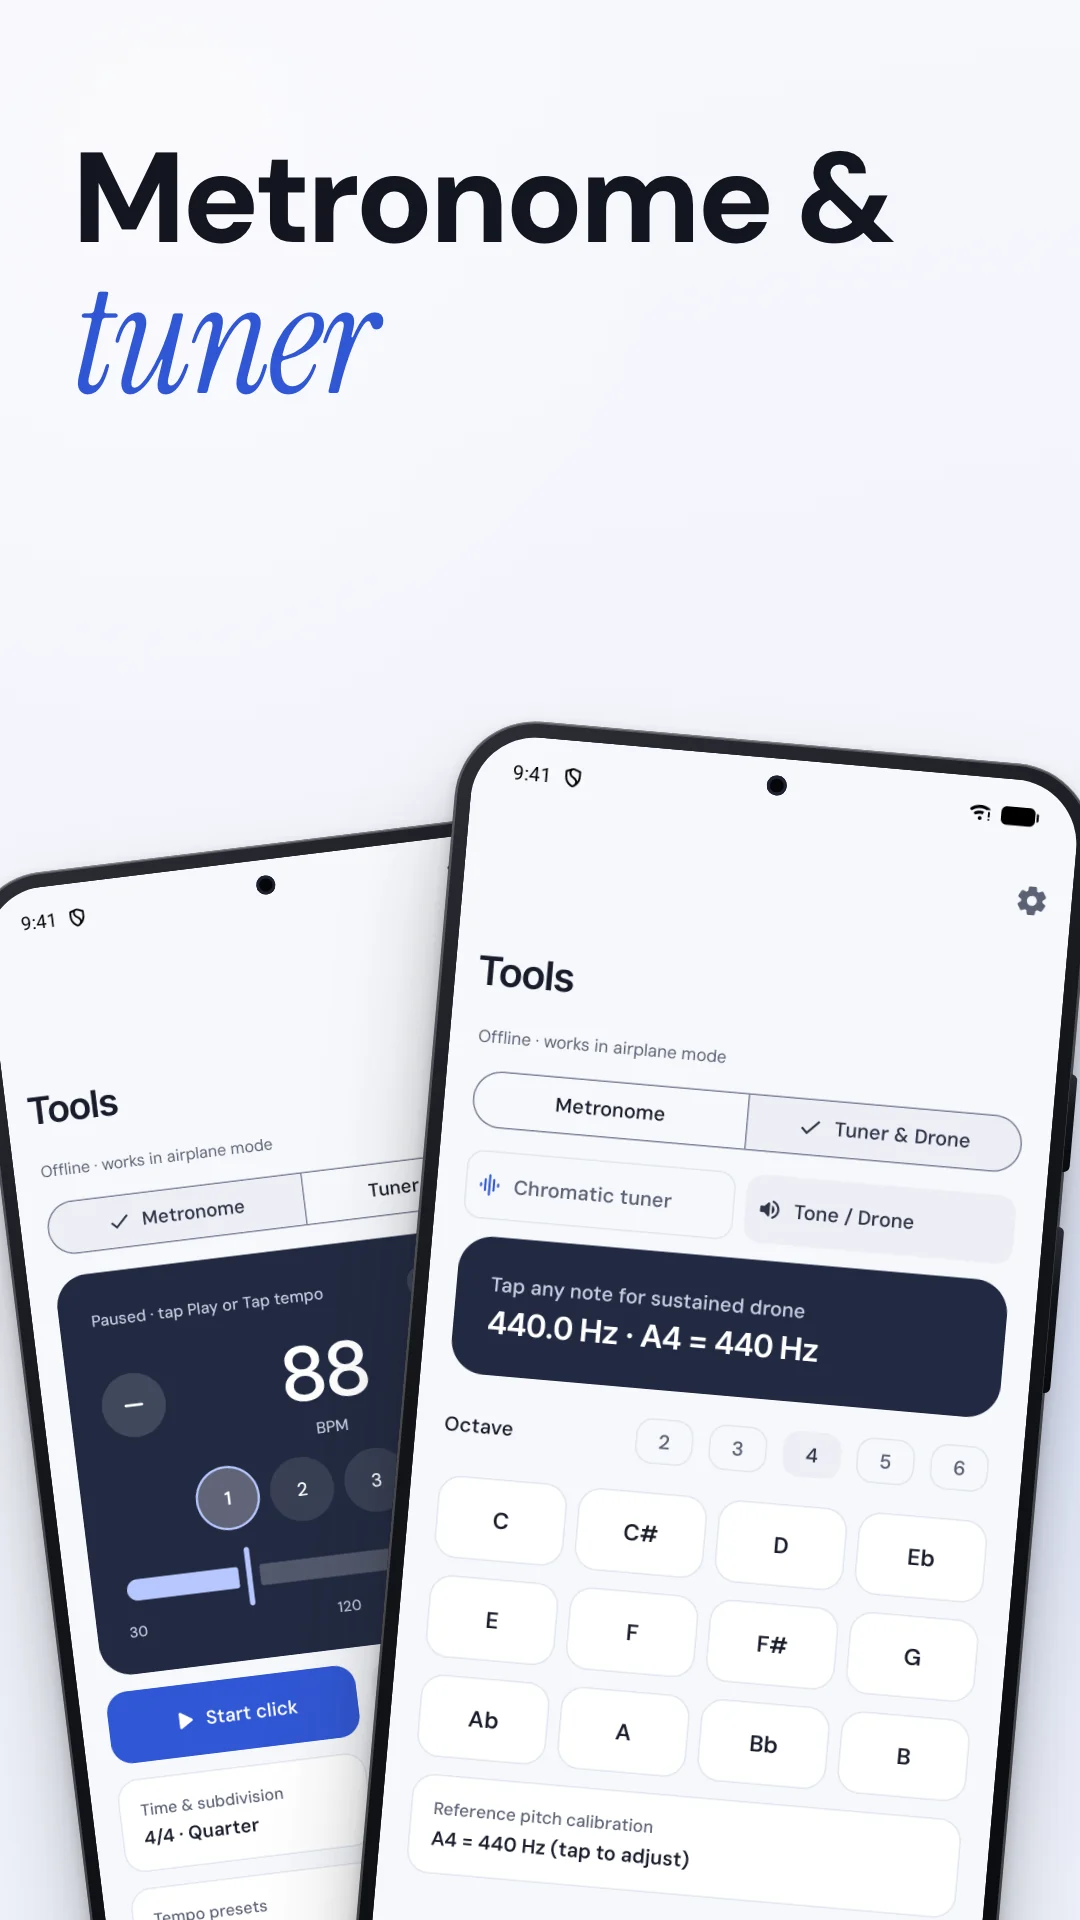 Metronome &
tuner
9:41
Tools
Offline · works in airplane mode
Metronome
Tuner
Paused · tap Play or Tap tempo
88
BPM
1 2 3
30 120
Start click
Time & subdivision
4/4 · Quarter
Tempo presets
9:41
Tools
Offline · works in airplane mode
Metronome
Tuner & Drone
Chromatic tuner
Tone / Drone
Tap any note for sustained drone
440.0 Hz · A4 = 440 Hz
Octave 2 3 4 5 6
C C# D Eb
E F F# G
Ab A Bb B
Reference pitch calibration
A4 = 440 Hz (tap to adjust)